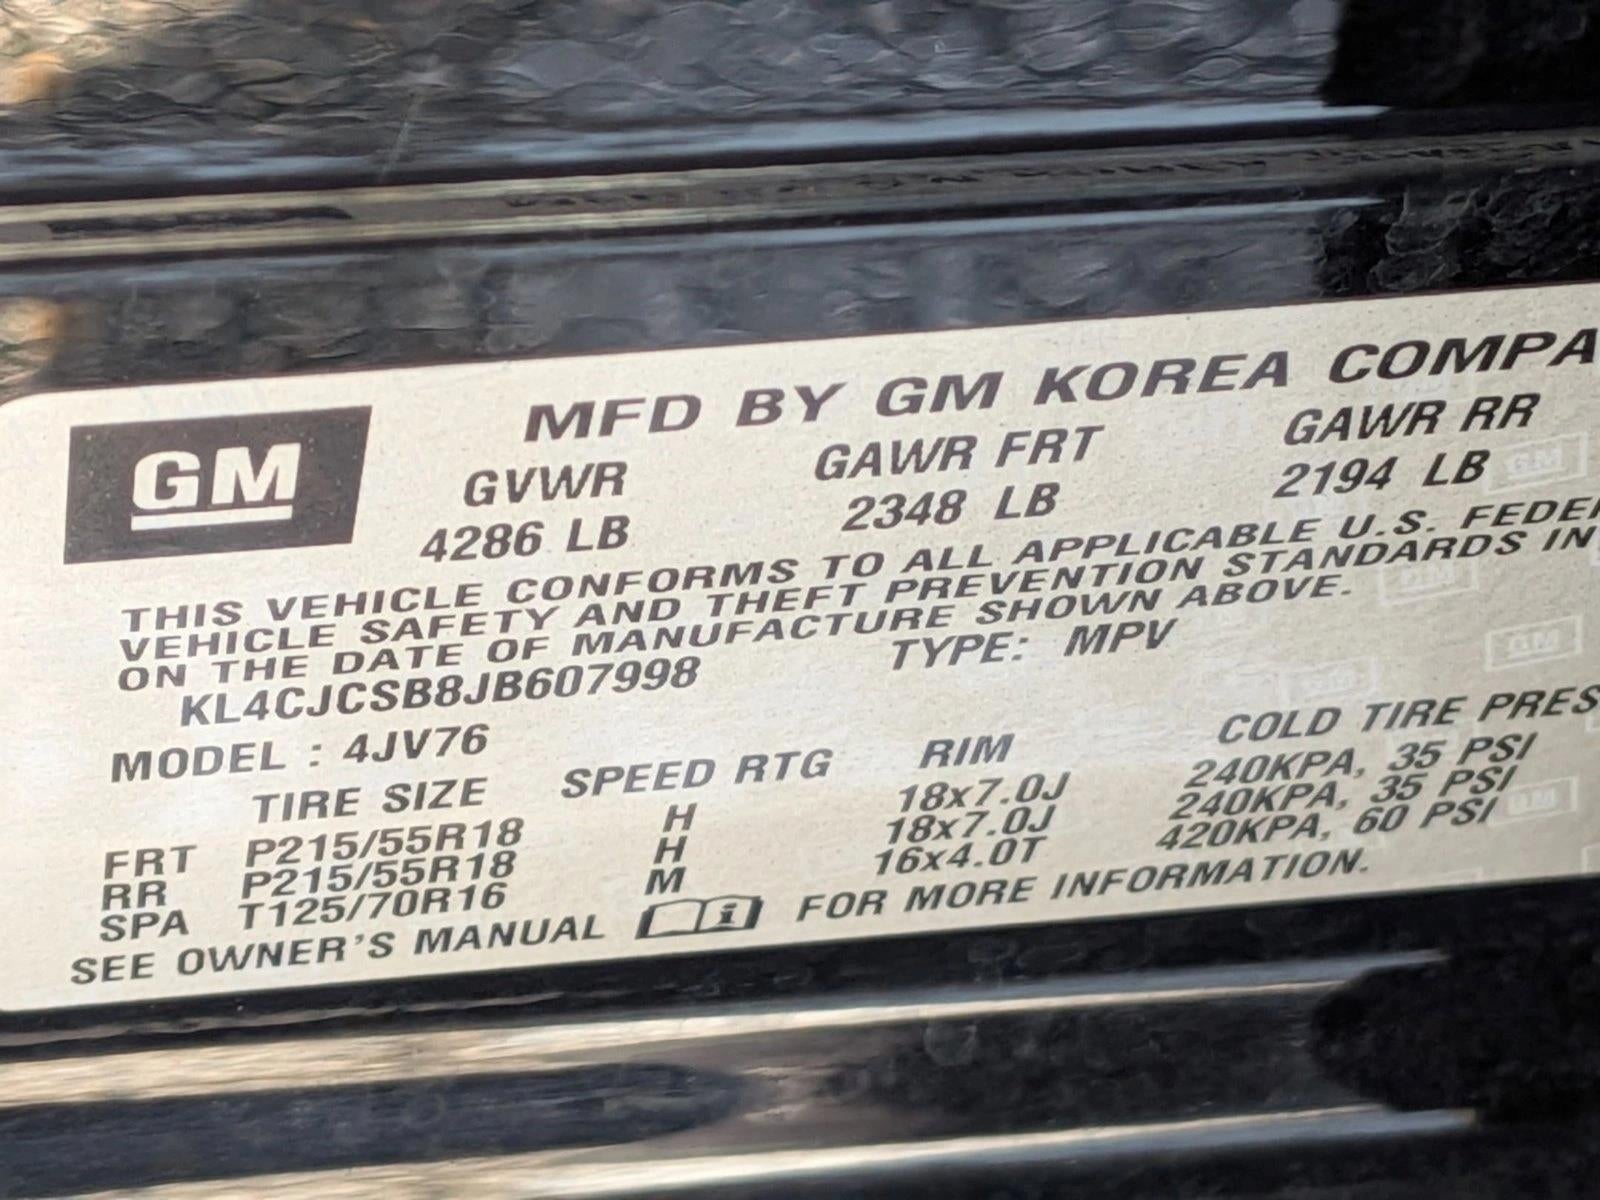 GM
MFD BY GM KOREA COMPA
GVWR GAWR FRT GAWR RR
4286 LB 2348 LB 2194 LB
THIS VEHICLE CONFORMS TO ALL APPLICABLE U.S. FEDER
VEHICLE SAFETY AND THEFT PREVENTION STANDARDS IN
ON THE DATE OF MANUFACTURE SHOWN ABOVE.
KL4CJCSB8JB607998 TYPE: MPV
MODEL : 4JV76
TIRE SIZE SPEED RTG RIM COLD TIRE PRES
FRT P215/55R18 H 18x7.0J 240KPA, 35 PSI
RR P215/55R18 H 18x7.0J 240KPA, 35 PSI
SPA T125/70R16 M 16x4.0T 420KPA, 60 PSI
SEE OWNER'S MANUAL FOR MORE INFORMATION.